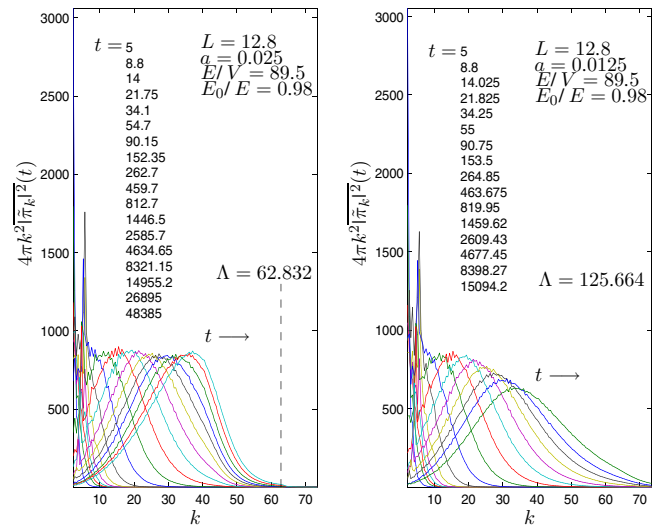 3000
2500
2000
1500
1000
500
10 20 30 40 50 60 70
k
4πk²|π̃ₖ|²(t)
t = 5
8.8
14
21.75
34.1
54.7
90.15
152.35
262.7
459.7
812.7
1446.5
2585.7
4634.65
8321.15
14955.2
26895
48385
L = 12.8
a = 0.025
E/V = 89.5
E₀/E = 0.98
Λ = 62.832
t ⟶
3000
2500
2000
1500
1000
500
10 20 30 40 50 60 70
k
4πk²|π̃ₖ|²(t)
t = 5
8.8
14.025
21.825
34.25
55
90.75
153.5
264.85
463.675
819.95
1459.62
2609.43
4677.45
8398.27
15094.2
L = 12.8
a = 0.0125
E/V = 89.5
E₀/E = 0.98
Λ = 125.664
t ⟶